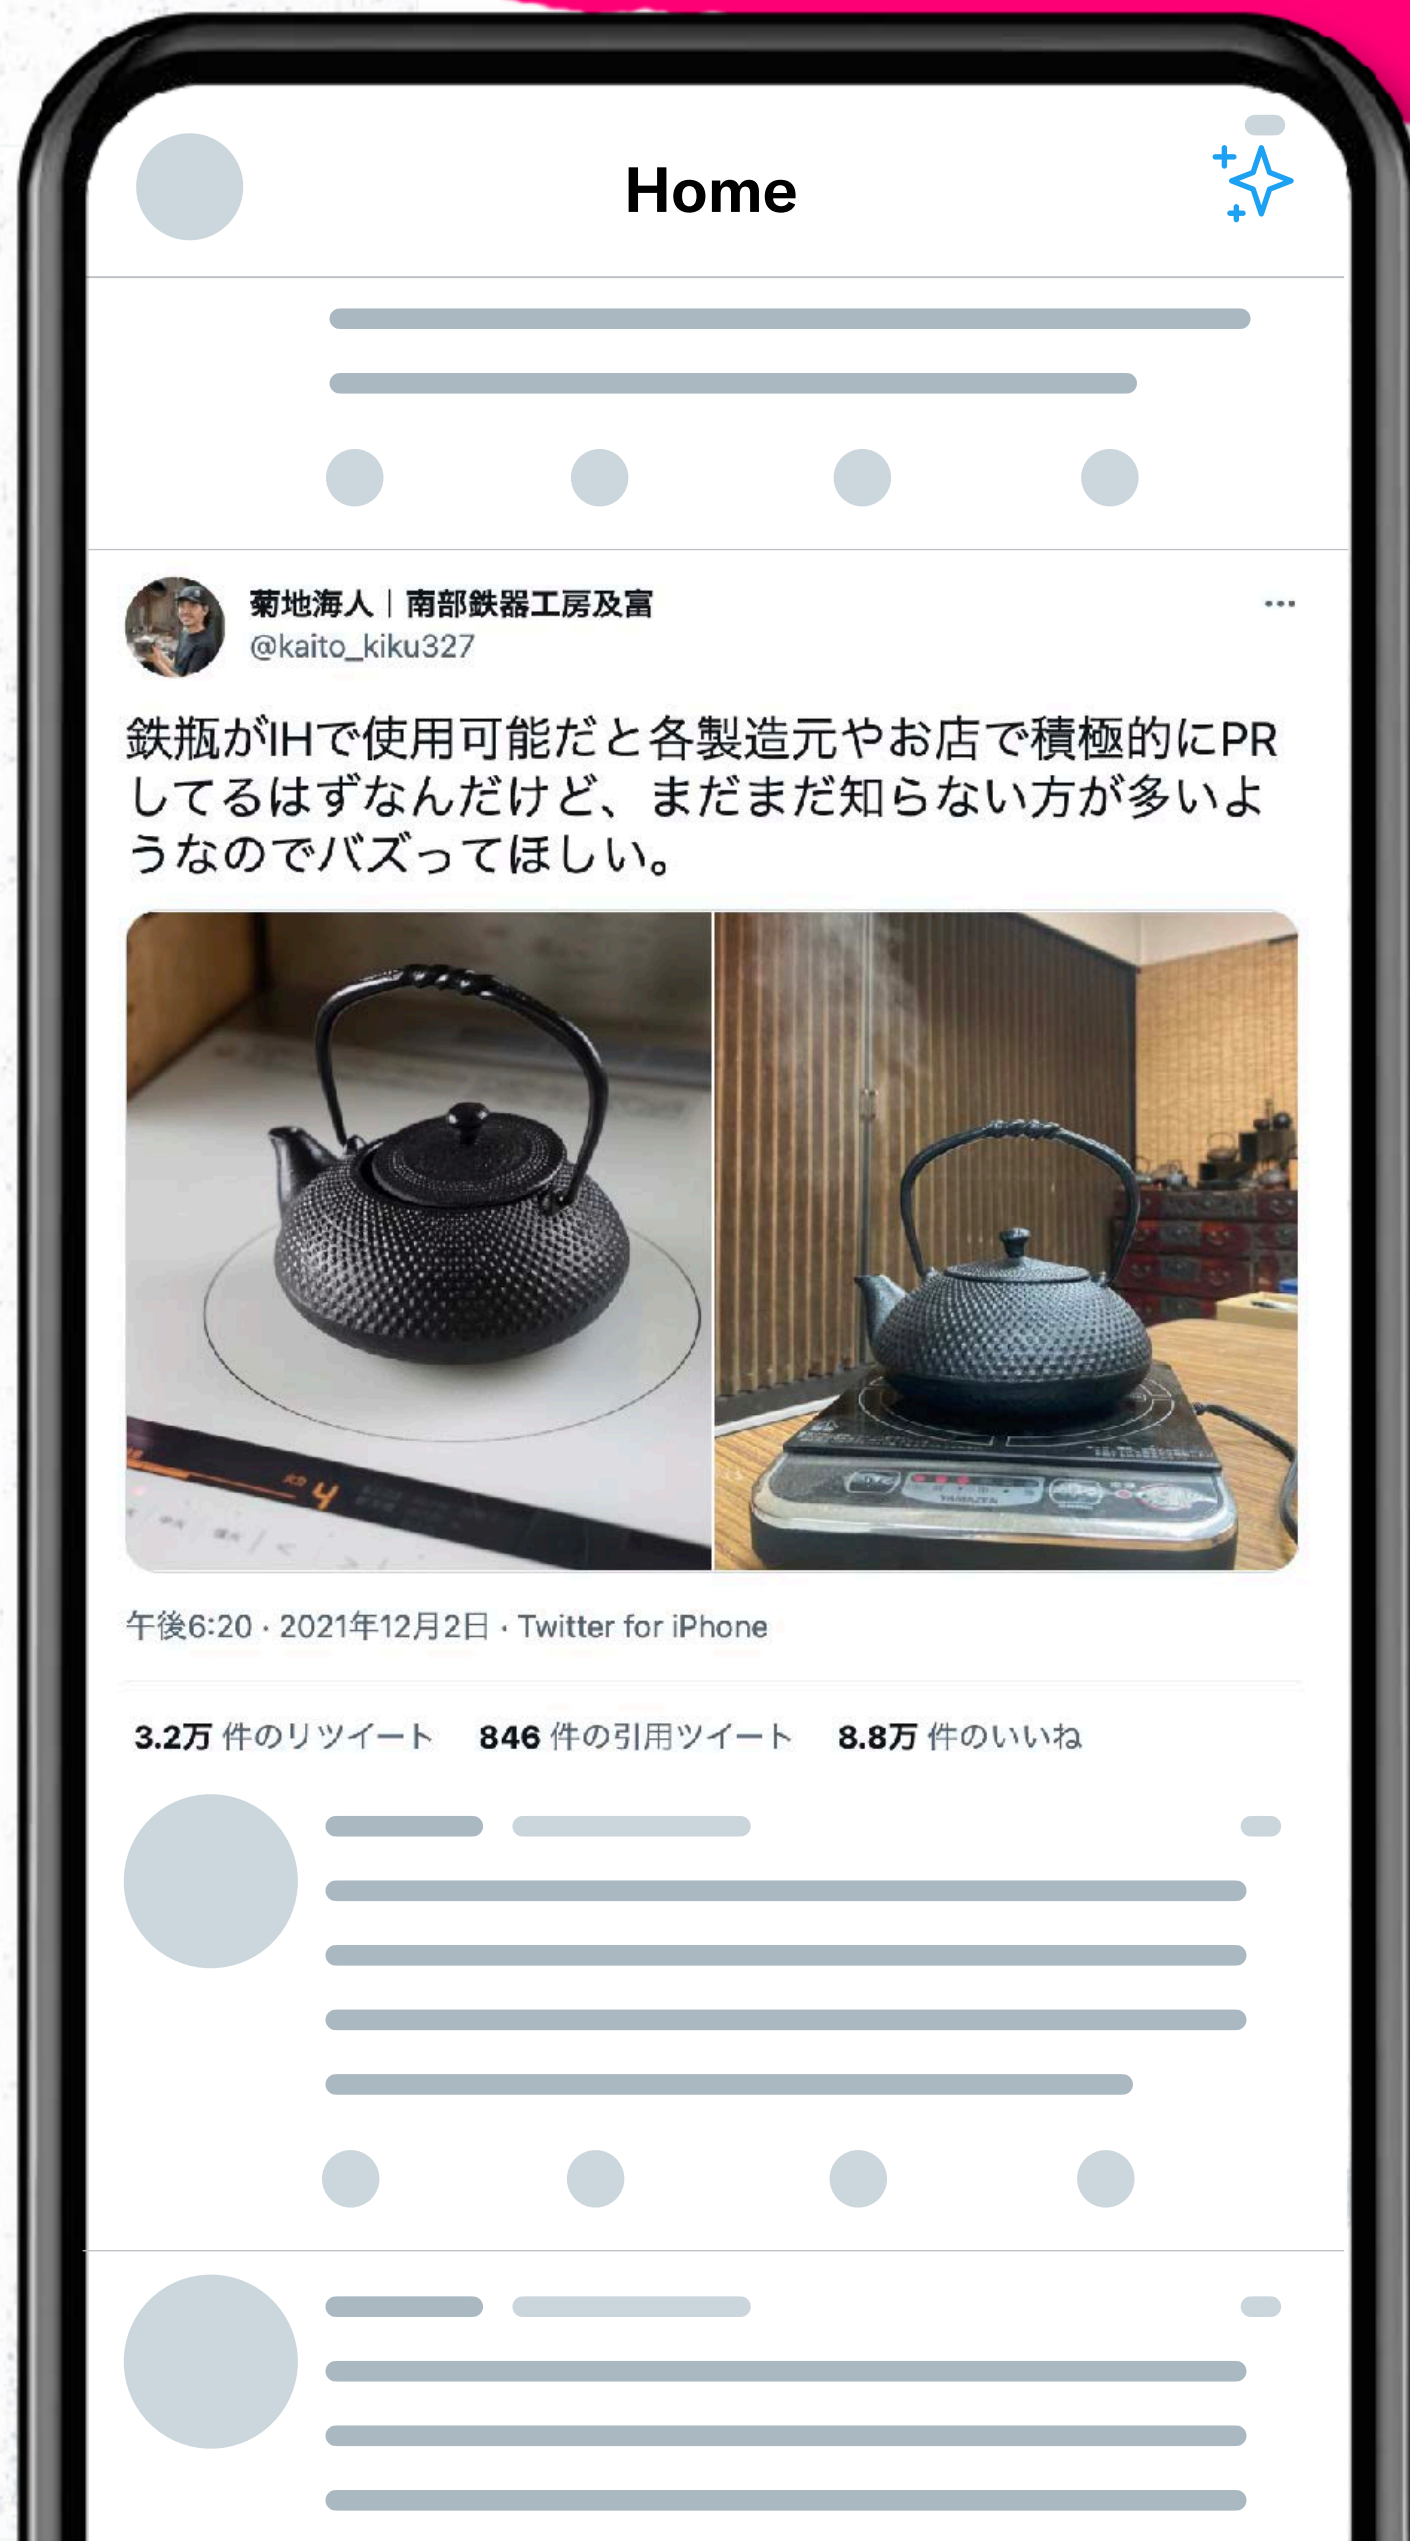 Home
菊地海人｜南部鉄器工房及富
@kaito_kiku327
鉄瓶がIHで使用可能だと各製造元やお店で積極的にPR
してるはずなんだけど、まだまだ知らない方が多いよ
うなのでバズってほしい。
4
YAMAZEN
午後6:20 · 2021年12月2日 · Twitter for iPhone
3.2万 件のリツイート 846 件の引用ツイート 8.8万 件のいいね